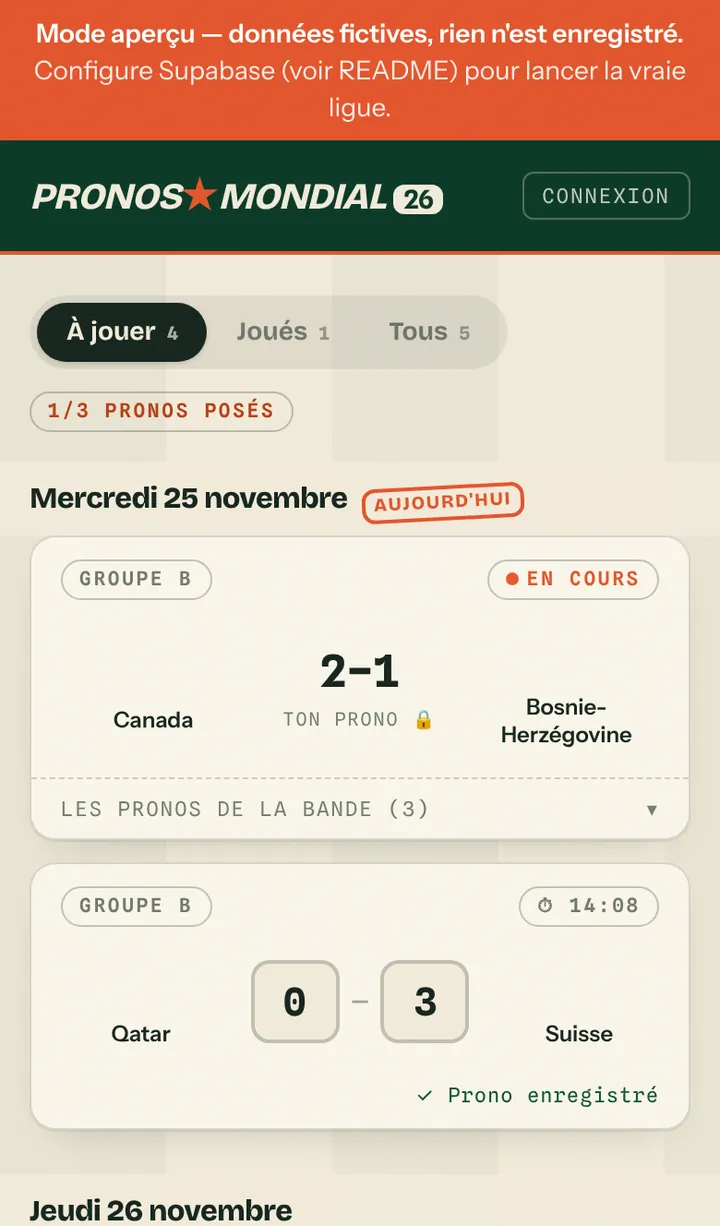 Mode aperçu — données fictives, rien n'est enregistré.
Configure Supabase (voir README) pour lancer la vraie
ligue.
PRONOS★MONDIAL 26
CONNEXION
À jouer 4 Joués 1 Tous 5
1/3 PRONOS POSÉS
Mercredi 25 novembre AUJOURD'HUI
GROUPE B
EN COURS
2–1
Canada
TON PRONO 🔒
Bosnie-
Herzégovine
LES PRONOS DE LA BANDE (3) ▼
GROUPE B
⏱ 14:08
0 – 3
Qatar
Suisse
✓ Prono enregistré
Jeudi 26 novembre